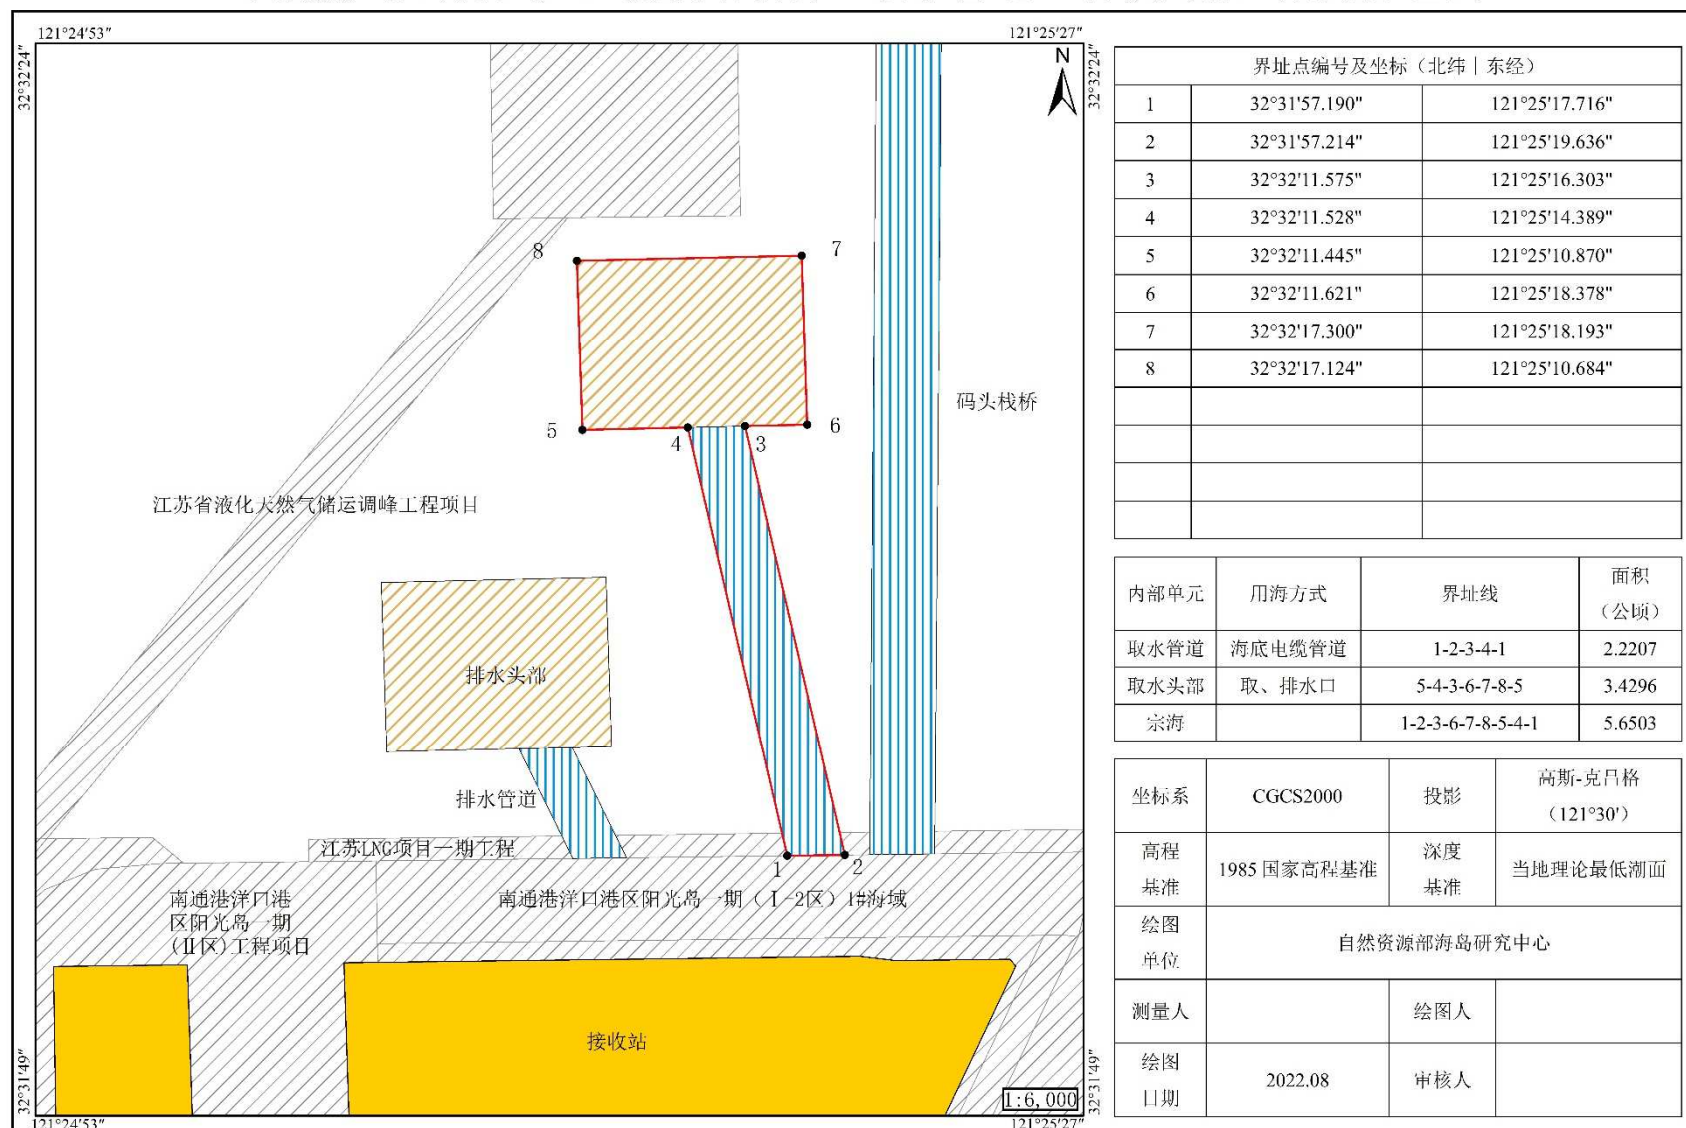 121°24′53″
121°25′27″
32°32′24″
32°32′24″
N
8
7
码头栈桥
5
4
3
6
江苏省液化天然气储运调峰工程项目
排水头部
排水管道
江苏LNG项目一期工程
1
2
南通港洋口港
区阳光岛一期
(Ⅱ区)工程项目
南通港洋口港区阳光岛一期（Ⅰ-2区）1#海域
接收站
1:6,000
32°31′49″
32°31′49″
121°24′53″
121°25′27″
界址点编号及坐标（北纬｜东经）
1 32°31′57.190″ 121°25′17.716″
2 32°31′57.214″ 121°25′19.636″
3 32°32′11.575″ 121°25′16.303″
4 32°32′11.528″ 121°25′14.389″
5 32°32′11.445″ 121°25′10.870″
6 32°32′11.621″ 121°25′18.378″
7 32°32′17.300″ 121°25′18.193″
8 32°32′17.124″ 121°25′10.684″
内部单元 用海方式 界址线 面积
（公顷）
取水管道 海底电缆管道 1-2-3-4-1 2.2207
取水头部 取、排水口 5-4-3-6-7-8-5 3.4296
宗海 1-2-3-6-7-8-5-4-1 5.6503
坐标系 CGCS2000 投影 高斯-克吕格
（121°30′）
高程
基准 1985国家高程基准 深度
基准 当地理论最低潮面
绘图
单位 自然资源部海岛研究中心
测量人 绘图人
绘图
日期 2022.08 审核人